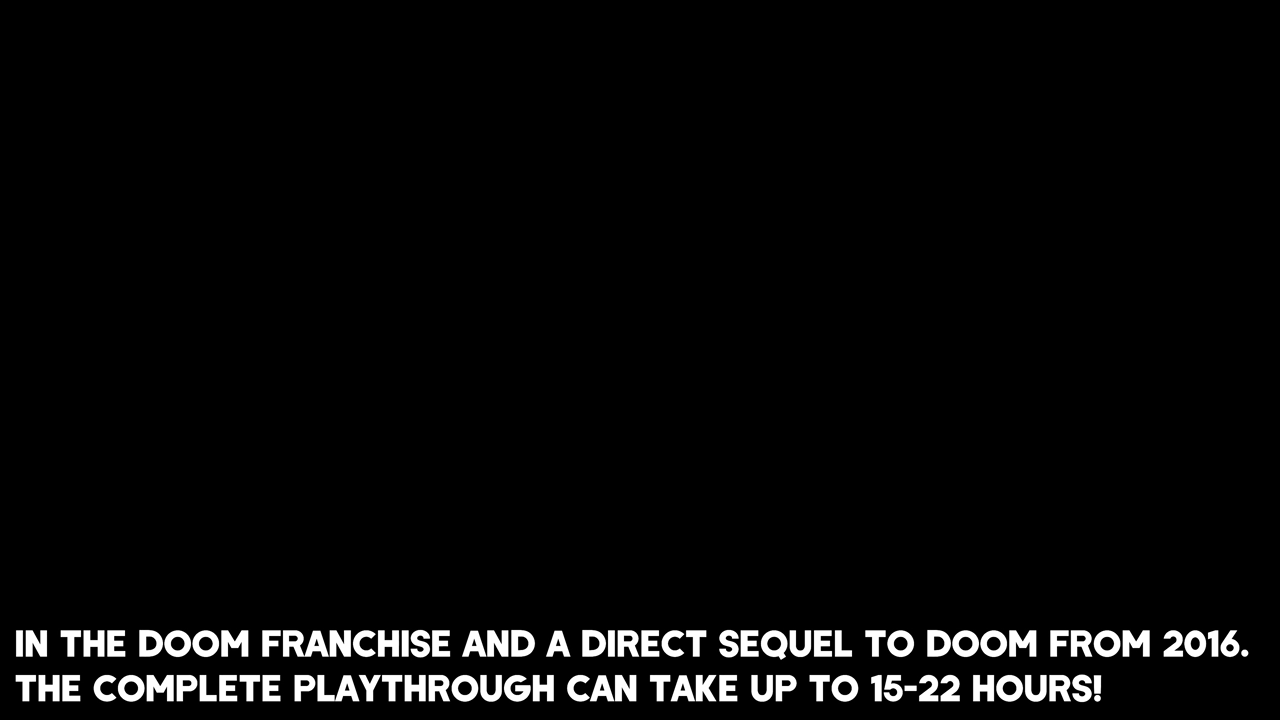 IN THE DOOM FRANCHISE AND A DIRECT SEQUEL TO DOOM FROM 2016.
THE COMPLETE PLAYTHROUGH CAN TAKE UP TO 15-22 HOURS!